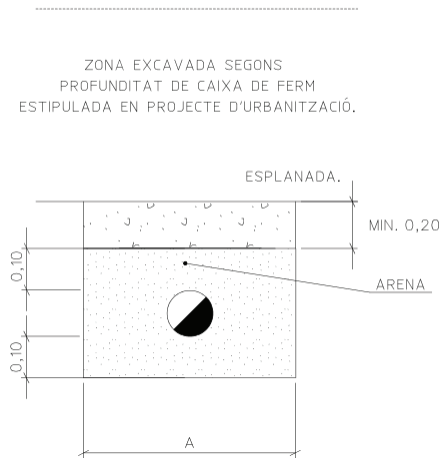 ZONA EXCAVADA SEGONS
PROFUNDITAT DE CAIXA DE FERM
ESTIPULADA EN PROJECTE D'URBANITZACIÓ.
ESPLANADA.
MIN. 0,20
0,10
ARENA
0,10
A